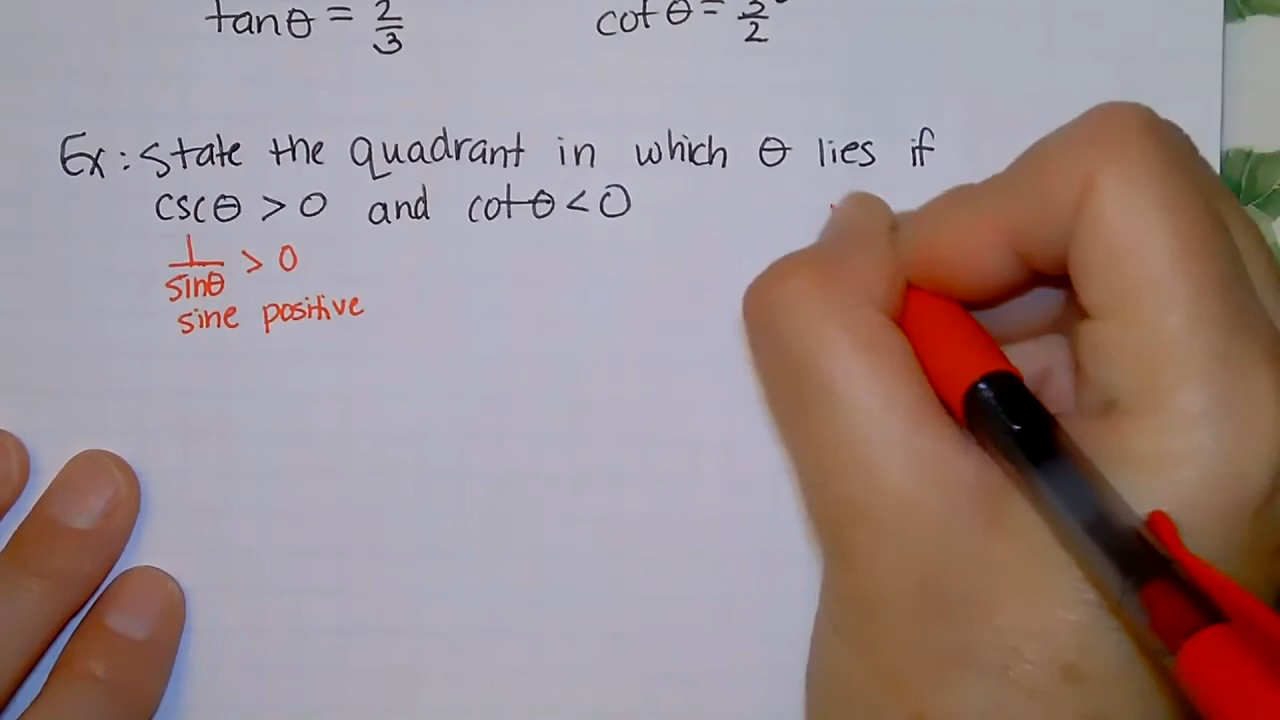 tanθ = 2/3 cot θ = 3/2
Ex: State the quadrant in which θ lies if
cscθ > 0 and cotθ < 0
1/sinθ > 0
sine positive